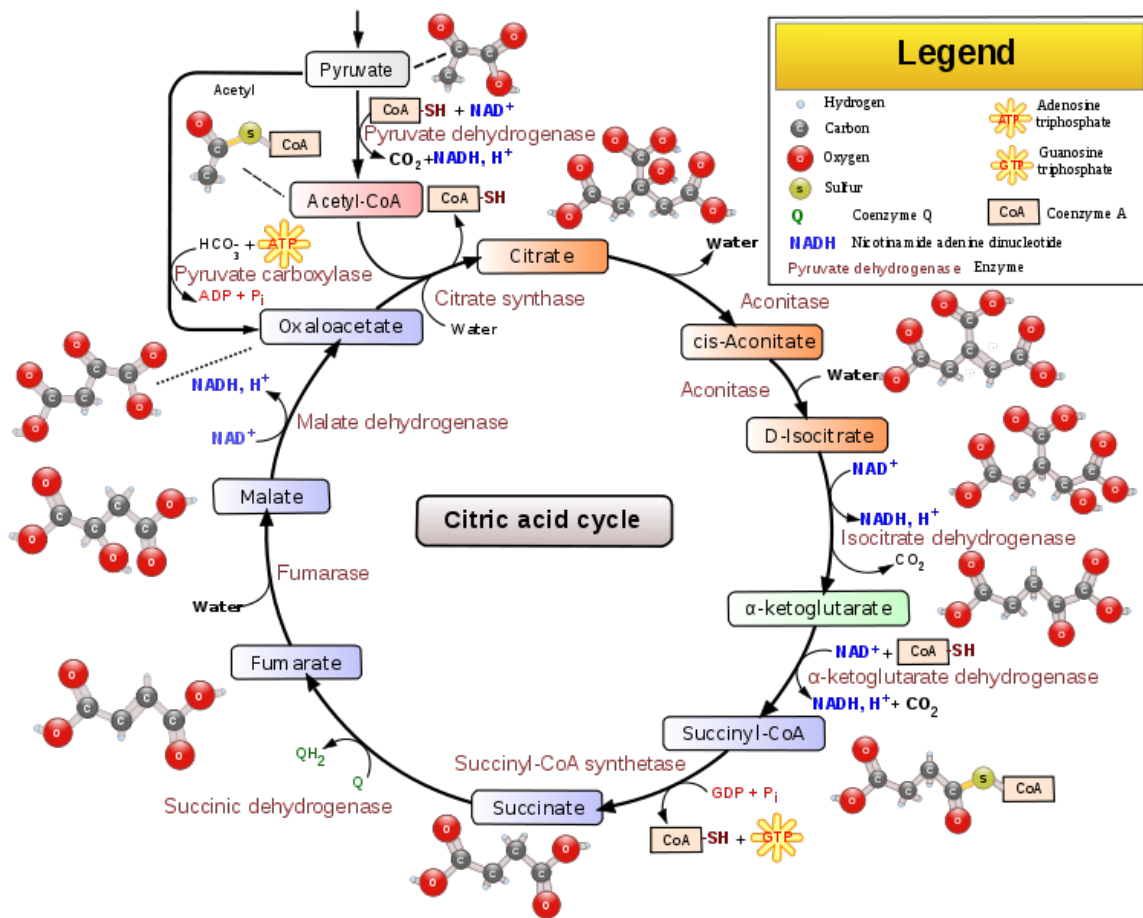 Legend
Hydrogen
Carbon
Oxygen
Sulfur
Q Coenzyme Q
NADH Nicotinamide adenine dinucleotide
Pyruvate dehydrogenase Enzyme
ATP Adenosine
triphosphate
GTP Guanosine
triphosphate
CoA Coenzyme A
Pyruvate
Acetyl
CoA -SH + NAD+
Pyruvate dehydrogenase
CO2 + NADH, H+
S CoA
Acetyl-CoA
CoA -SH
HCO3- + ATP
Pyruvate carboxylase
ADP + Pi
Citrate
Water
Citrate synthase
Water
Oxaloacetate
Aconitase
cis-Aconitate
Aconitase
Water
D-Isocitrate
NAD+
NADH, H+
Isocitrate dehydrogenase
CO2
α-ketoglutarate
NAD+ + CoA -SH
α-ketoglutarate dehydrogenase
NADH, H+ + CO2
Succinyl-CoA
S CoA
Succinyl-CoA synthetase
GDP + Pi
CoA -SH + GTP
Succinate
QH2
Q
Succinic dehydrogenase
Fumarate
Water
Fumarase
Malate
NADH, H+
NAD+
Malate dehydrogenase
Citric acid cycle